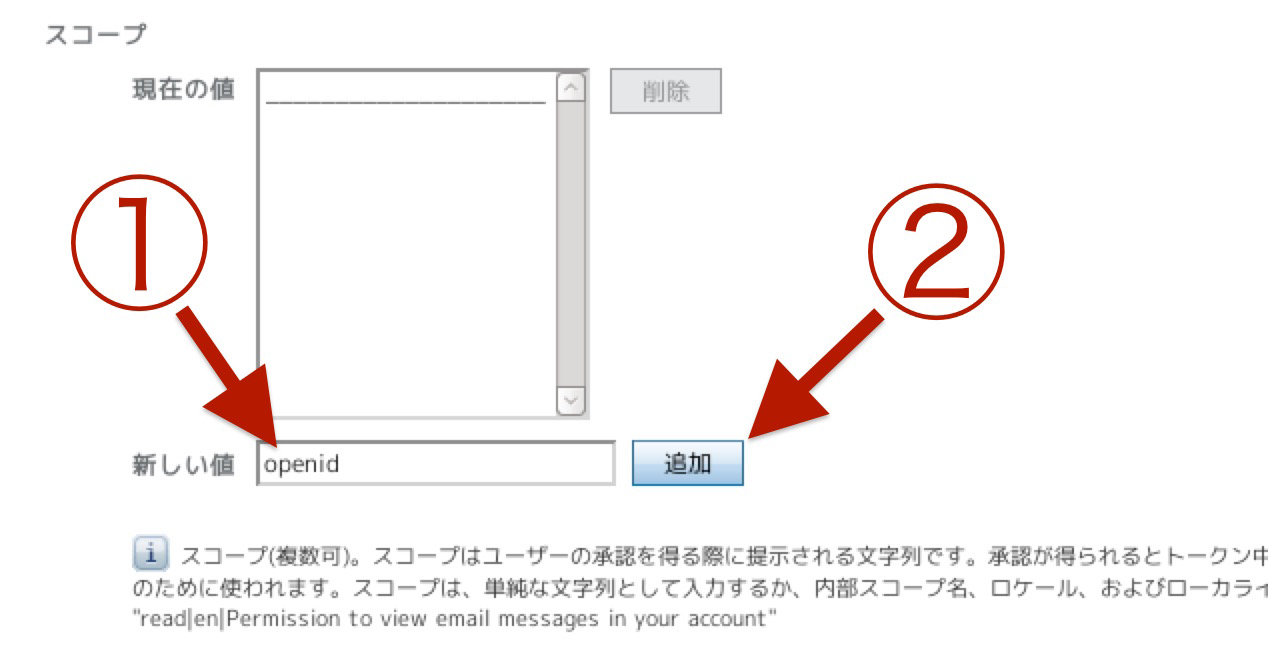 スコープ
現在の値
削除
①
②
新しい値 openid 追加
i スコープ(複数可)。スコープはユーザーの承認を得る際に提示される文字列です。承認が得られるとトークン中
のために使われます。スコープは、単純な文字列として入力するか、内部スコープ名、ロケール、およびローカライ
"read|en|Permission to view email messages in your account"